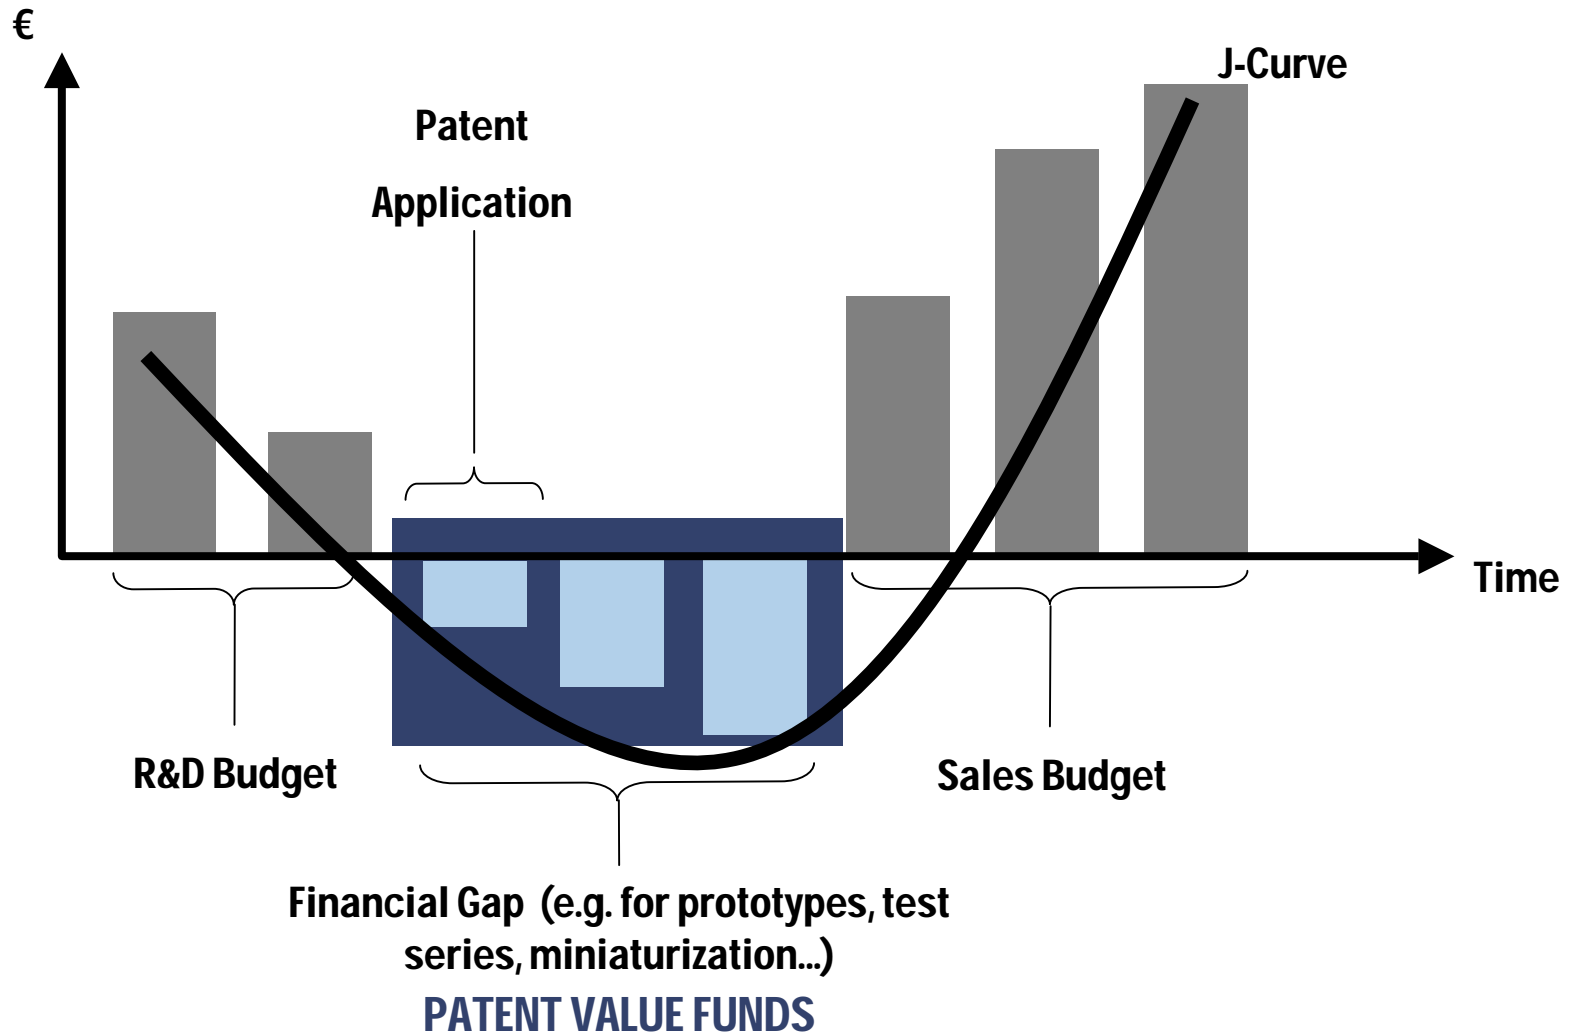 €
J-Curve
Patent
Application
Time
R&D Budget
Sales Budget
Financial Gap (e.g. for prototypes, test
series, miniaturization...)
PATENT VALUE FUNDS